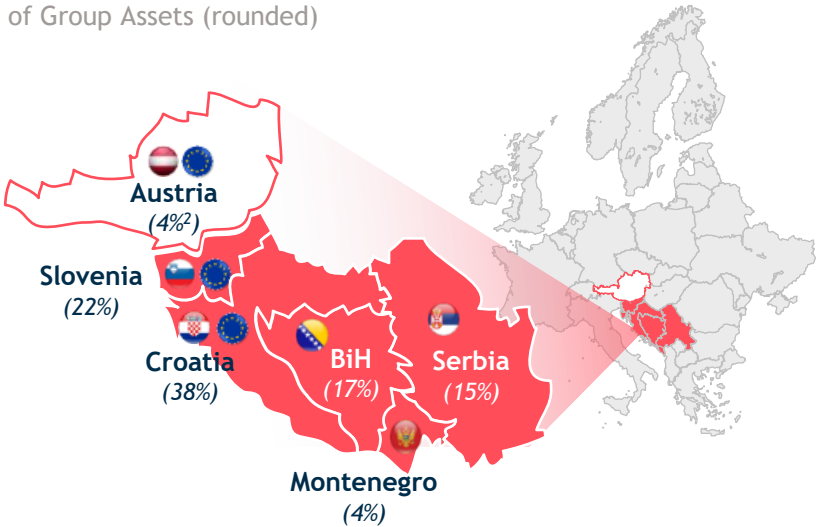 of Group Assets (rounded)
Austria
(4%²)
Slovenia
(22%)
Croatia
(38%)
BiH
(17%)
Serbia
(15%)
Montenegro
(4%)